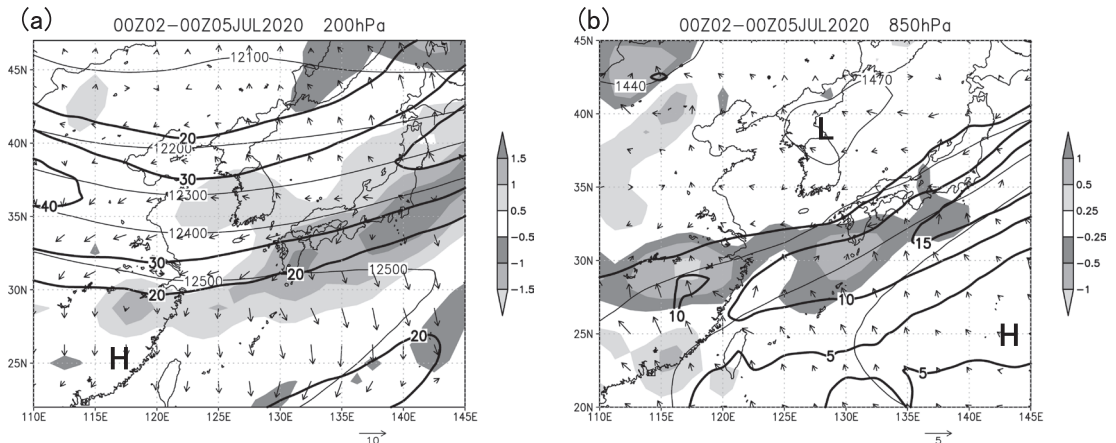 (a)
00Z02-00Z05JUL2020 200hPa
45N
40N
35N
30N
25N
110E
115E
120E
125E
130E
135E
140E
145E
12100
20
12200
30
12300
40
12400
30
12500
20
20
12500
20
H
10
1.5
1
0.5
-0.5
-1
-1.5
(b)
00Z02-00Z05JUL2020 850hPa
45N
40N
35N
30N
25N
20N
110E
115E
120E
125E
130E
135E
140E
145E
1440
1470
L
15
10
10
H
5
5
5
1
0.5
0.25
-0.25
-0.5
-1